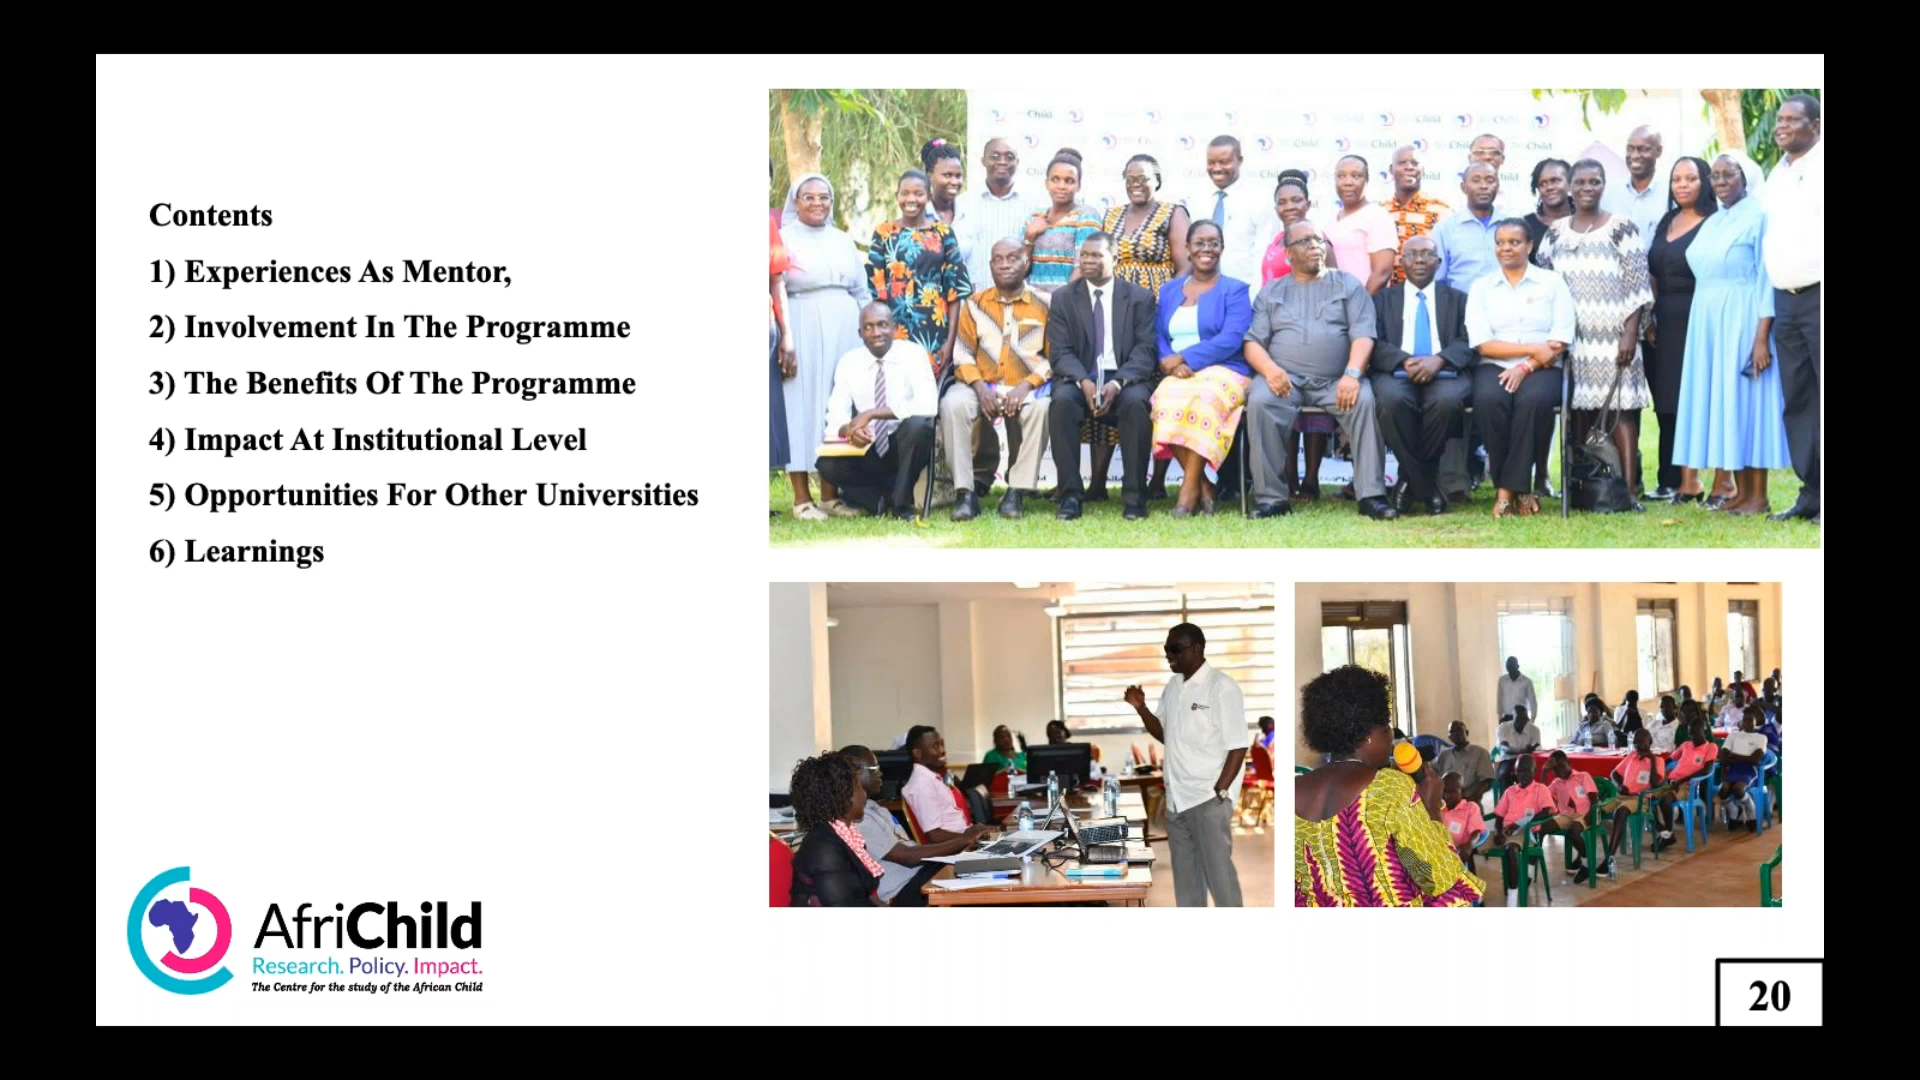 Contents
1) Experiences As Mentor,
2) Involvement In The Programme
3) The Benefits Of The Programme
4) Impact At Institutional Level
5) Opportunities For Other Universities
6) Learnings
AfriChild
Research. Policy. Impact.
The Centre for the study of the African Child
20